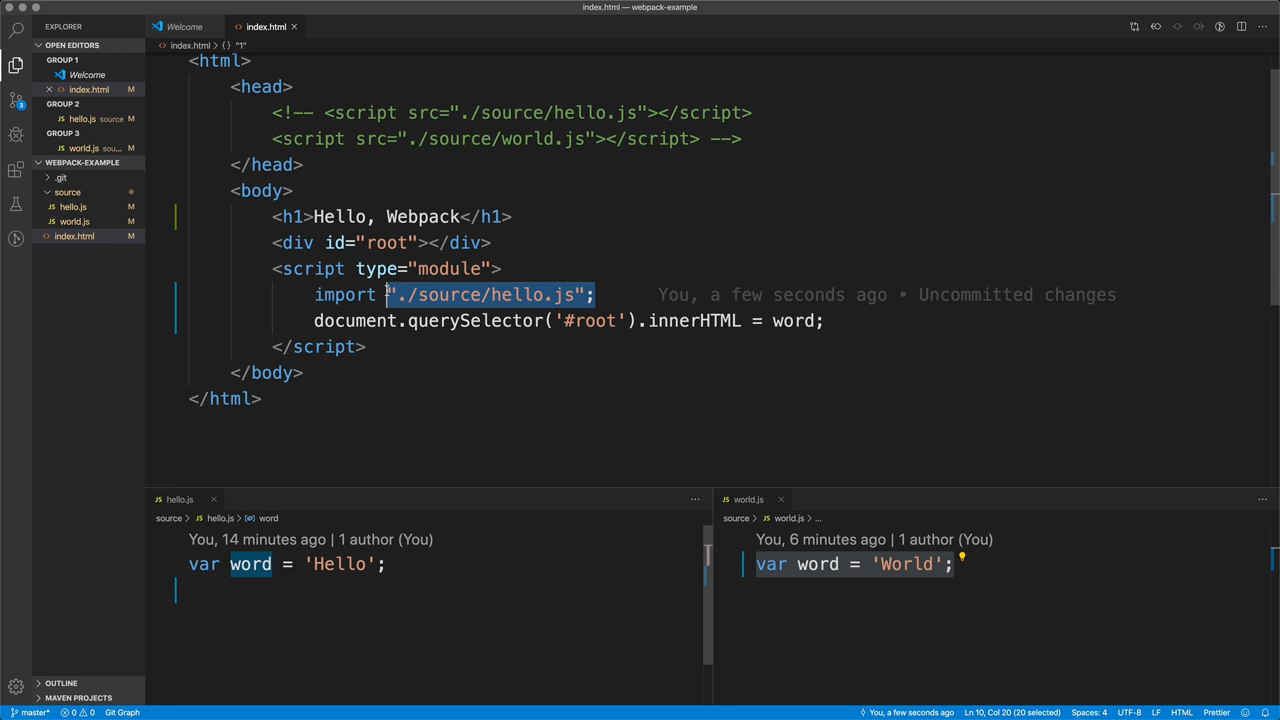 index.html — webpack-example
EXPLORER
OPEN EDITORS
GROUP 1
Welcome
index.html M
GROUP 2
hello.js source M
GROUP 3
world.js sou... M
WEBPACK-EXAMPLE
.git
source
hello.js M
world.js M
index.html M
OUTLINE
MAVEN PROJECTS
3
Welcome
index.html
index.html > {} "1"
<html>
<head>
<!-- <script src="./source/hello.js"></script>
<script src="./source/world.js"></script> -->
</head>
<body>
<h1>Hello, Webpack</h1>
<div id="root"></div>
<script type="module">
import "./source/hello.js"; You, a few seconds ago • Uncommitted changes
document.querySelector('#root').innerHTML = word;
</script>
</body>
</html>
JS hello.js
source > JS hello.js > word
You, 14 minutes ago | 1 author (You)
var word = 'Hello';
JS world.js
source > JS world.js > ...
You, 6 minutes ago | 1 author (You)
var word = 'World';
master* 0 0 Git Graph You, a few seconds ago Ln 10, Col 20 (20 selected) Spaces: 4 UTF-8 LF HTML Prettier